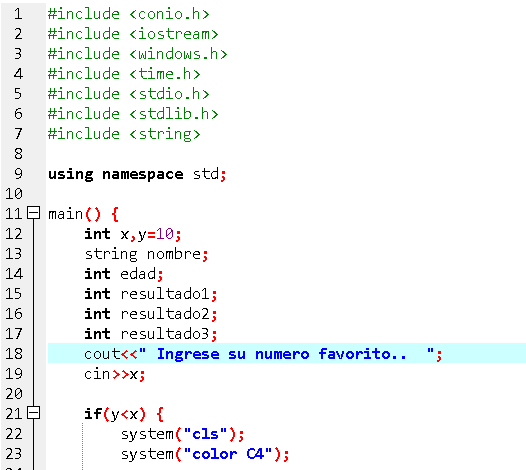 1 #include <conio.h>
2 #include <iostream>
3 #include <windows.h>
4 #include <time.h>
5 #include <stdio.h>
6 #include <stdlib.h>
7 #include <string>
8
9 using namespace std;
10
11 main() {
12 int x,y=10;
13 string nombre;
14 int edad;
15 int resultado1;
16 int resultado2;
17 int resultado3;
18 cout<<" Ingrese su numero favorito..  ";
19 cin>>x;
20
21 if(y<x) {
22 system("cls");
23 system("color C4");